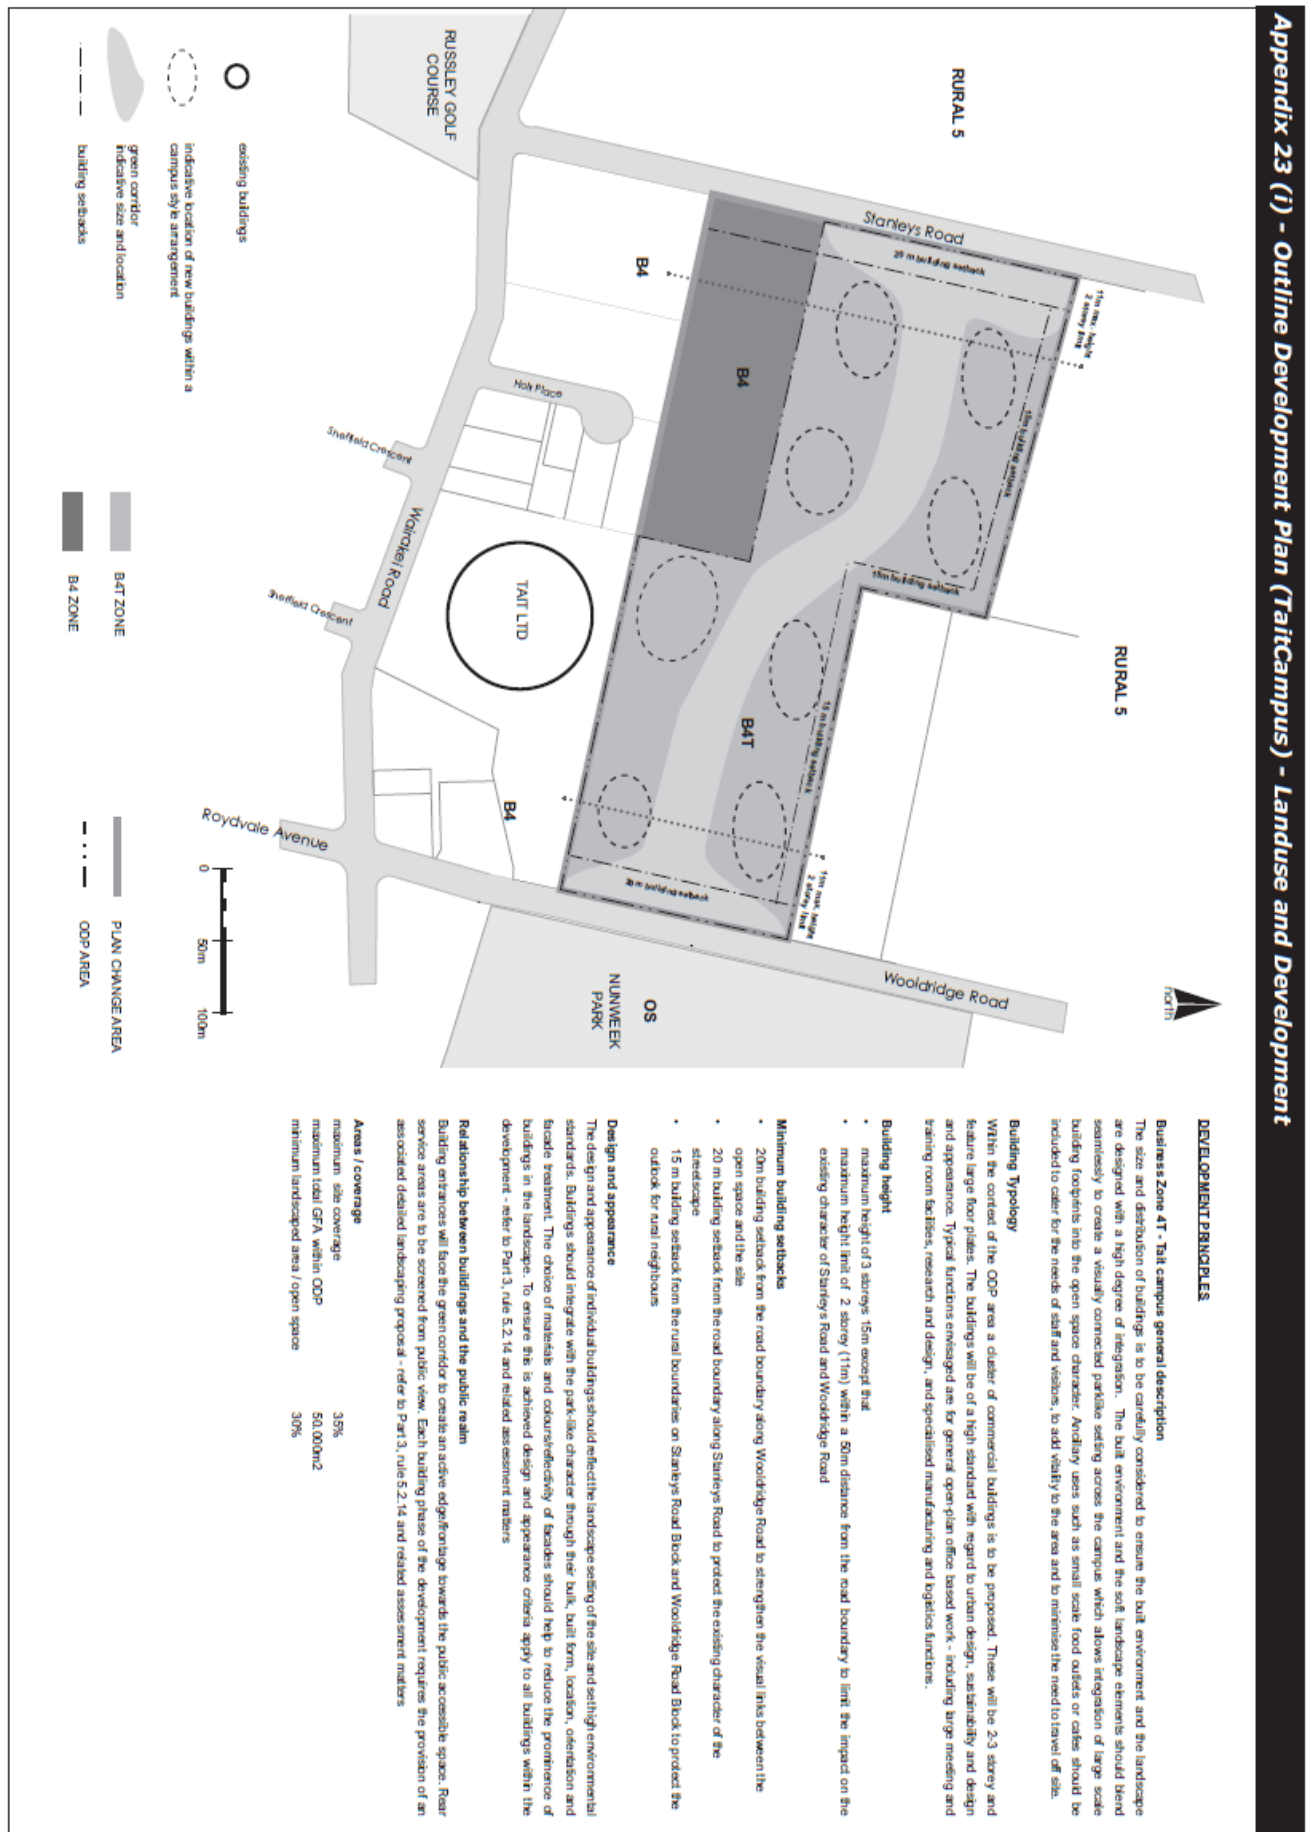 Appendix 23 (i) - Outline Development Plan (TaitCampus) - Landuse and Development
RURAL 5
RURAL 5
Stanleys Road
20 m building setback
11m max. height
2 storey limit
15m building setback
15m building setback
15 m building setback
11m max. height
2 storey limit
20 m building setback
B4
B4
B4T
B4
RUSSLEY GOLF
COURSE
Holt Place
Sheffield Crescent
Wairakei Road
Sheffield Crescent
TAIT LTD
Roydvale Avenue
Wooldridge Road
OS
NUNWEEK
PARK
north
existing buildings
indicative location of new buildings within a
campus style arrangement
green corridor
indicative size and location
building setbacks
B4T ZONE
B4 ZONE
PLAN CHANGE AREA
ODP AREA
0
50m
100m
DEVELOPMENT PRINCIPLES
Business Zone 4T - Tait campus general description
The size and distribution of buildings is to be carefully considered to ensure the built environment and the landscape
are designed with a high degree of integration. The built environment and the soft landscape elements should blend
seamlessly to create a visually connected parklike setting across the campus which allows integration of large scale
building footprints into the open space character. Ancillary uses such as small scale food outlets or cafes should be
included to cater for the needs of staff and visitors, to add vitality to the area and to minimise the need to travel off site.
Building Typology
Within the context of the ODP area a cluster of commercial buildings is to be proposed. These will be 2-3 storey and
feature large floor plates. The buildings will be of a high standard with regard to urban design, sustainability and design
and appearance. Typical functions envisaged are for general open-plan office based work - including large meeting and
training room facilities, research and design, and specialised manufacturing and logistics functions.
Building height
• maximum height of 3 storeys 15m except that
• maximum height limit of 2 storey (11m) within a 50m distance from the road boundary to limit the impact on the
existing character of Stanleys Road and Wooldridge Road
Minimum building setbacks
• 20m building setback from the road boundary along Wooldridge Road to strengthen the visual links between the
open space and the site
• 20 m building setback from the road boundary along Stanleys Road to protect the existing character of the
streetscape
• 15 m building setback from the rural boundaries on Stanleys Road Block and Wooldridge Road Block to protect the
outlook for rural neighbours
Design and appearance
The design and appearance of individual buildings should reflect the landscape setting of the site and set high environmental
standards. Buildings should integrate with the park-like character through their bulk, built form, location, orientation and
facade treatment. The choice of materials and colours/reflectivity of facades should help to reduce the prominence of
buildings in the landscape. To ensure this is achieved design and appearance criteria apply to all buildings within the
development - refer to Part 3, rule 5.2.14 and related assessment matters
Relationship between buildings and the public realm
Building entrances will face the green corridor to create an active edge/frontage towards the public accessible space. Rear
service areas are to be screened from public view. Each building phase of the development requires the provision of an
associated detailed landscaping proposal - refer to Part 3, rule 5.2.14 and related assessment matters
Areas / coverage
maximum site coverage 35%
maximum total GFA within ODP 50.000m2
minimum landscaped area / open space 30%